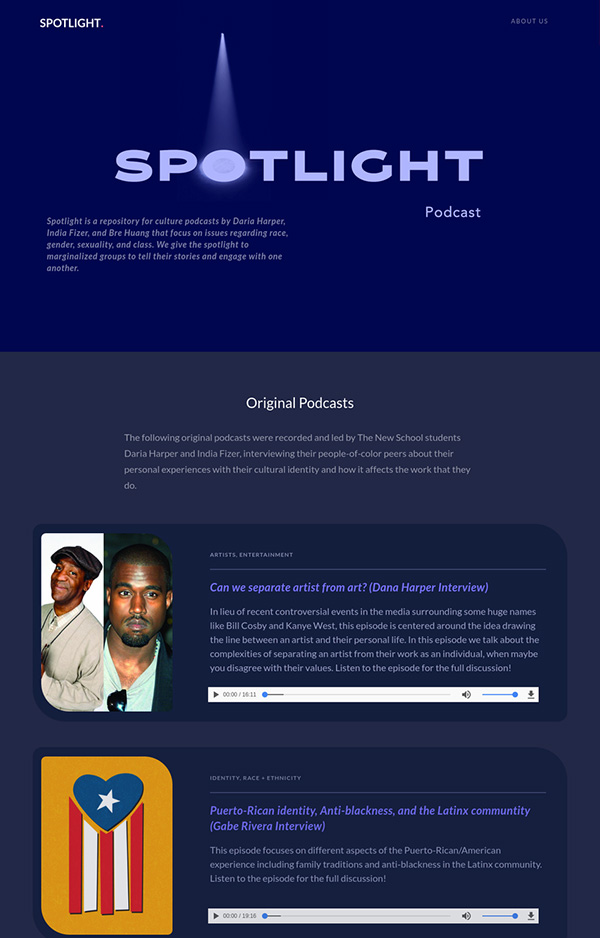 SPOTLIGHT.
ABOUT US
SPOTLIGHT
Podcast
Spotlight is a repository for culture podcasts by Daria Harper,
India Fizer, and Bre Huang that focus on issues regarding race,
gender, sexuality, and class. We give the spotlight to
marginalized groups to tell their stories and engage with one
another.
Original Podcasts
The following original podcasts were recorded and led by The New School students
Daria Harper and India Fizer, interviewing their people-of-color peers about their
personal experiences with their cultural identity and how it affects the work that they
do.
ARTISTS, ENTERTAINMENT
Can we separate artist from art? (Dana Harper Interview)
In lieu of recent controversial events in the media surrounding some huge names
like Bill Cosby and Kanye West, this episode is centered around the idea drawing
the line between an artist and their personal life. In this episode we talk about the
complexities of separating an artist from their work as an individual, when maybe
you disagree with their values. Listen to the episode for the full discussion!
00:00 / 16:11
IDENTITY, RACE + ETHNICITY
Puerto-Rican identity, Anti-blackness, and the Latinx communtity
(Gabe Rivera Interview)
This episode focuses on different aspects of the Puerto-Rican/American
experience including family traditions and anti-blackness in the Latinx community.
Listen to the episode for the full discussion!
00:00 / 19:16